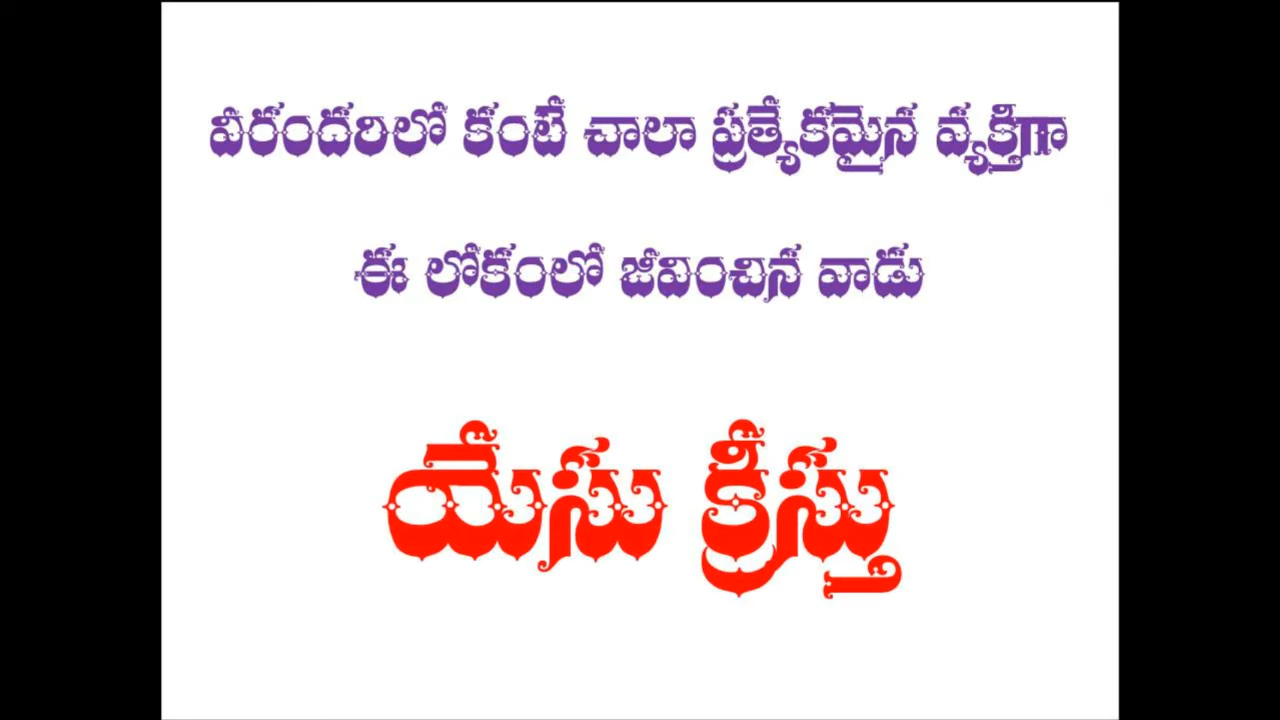 వీరందరిలో కంటే చాలా ప్రత్యేకమైన వ్యక్తిగా
ఈ లోకంలో జీవించిన వాడు
యేసు క్రీస్తు